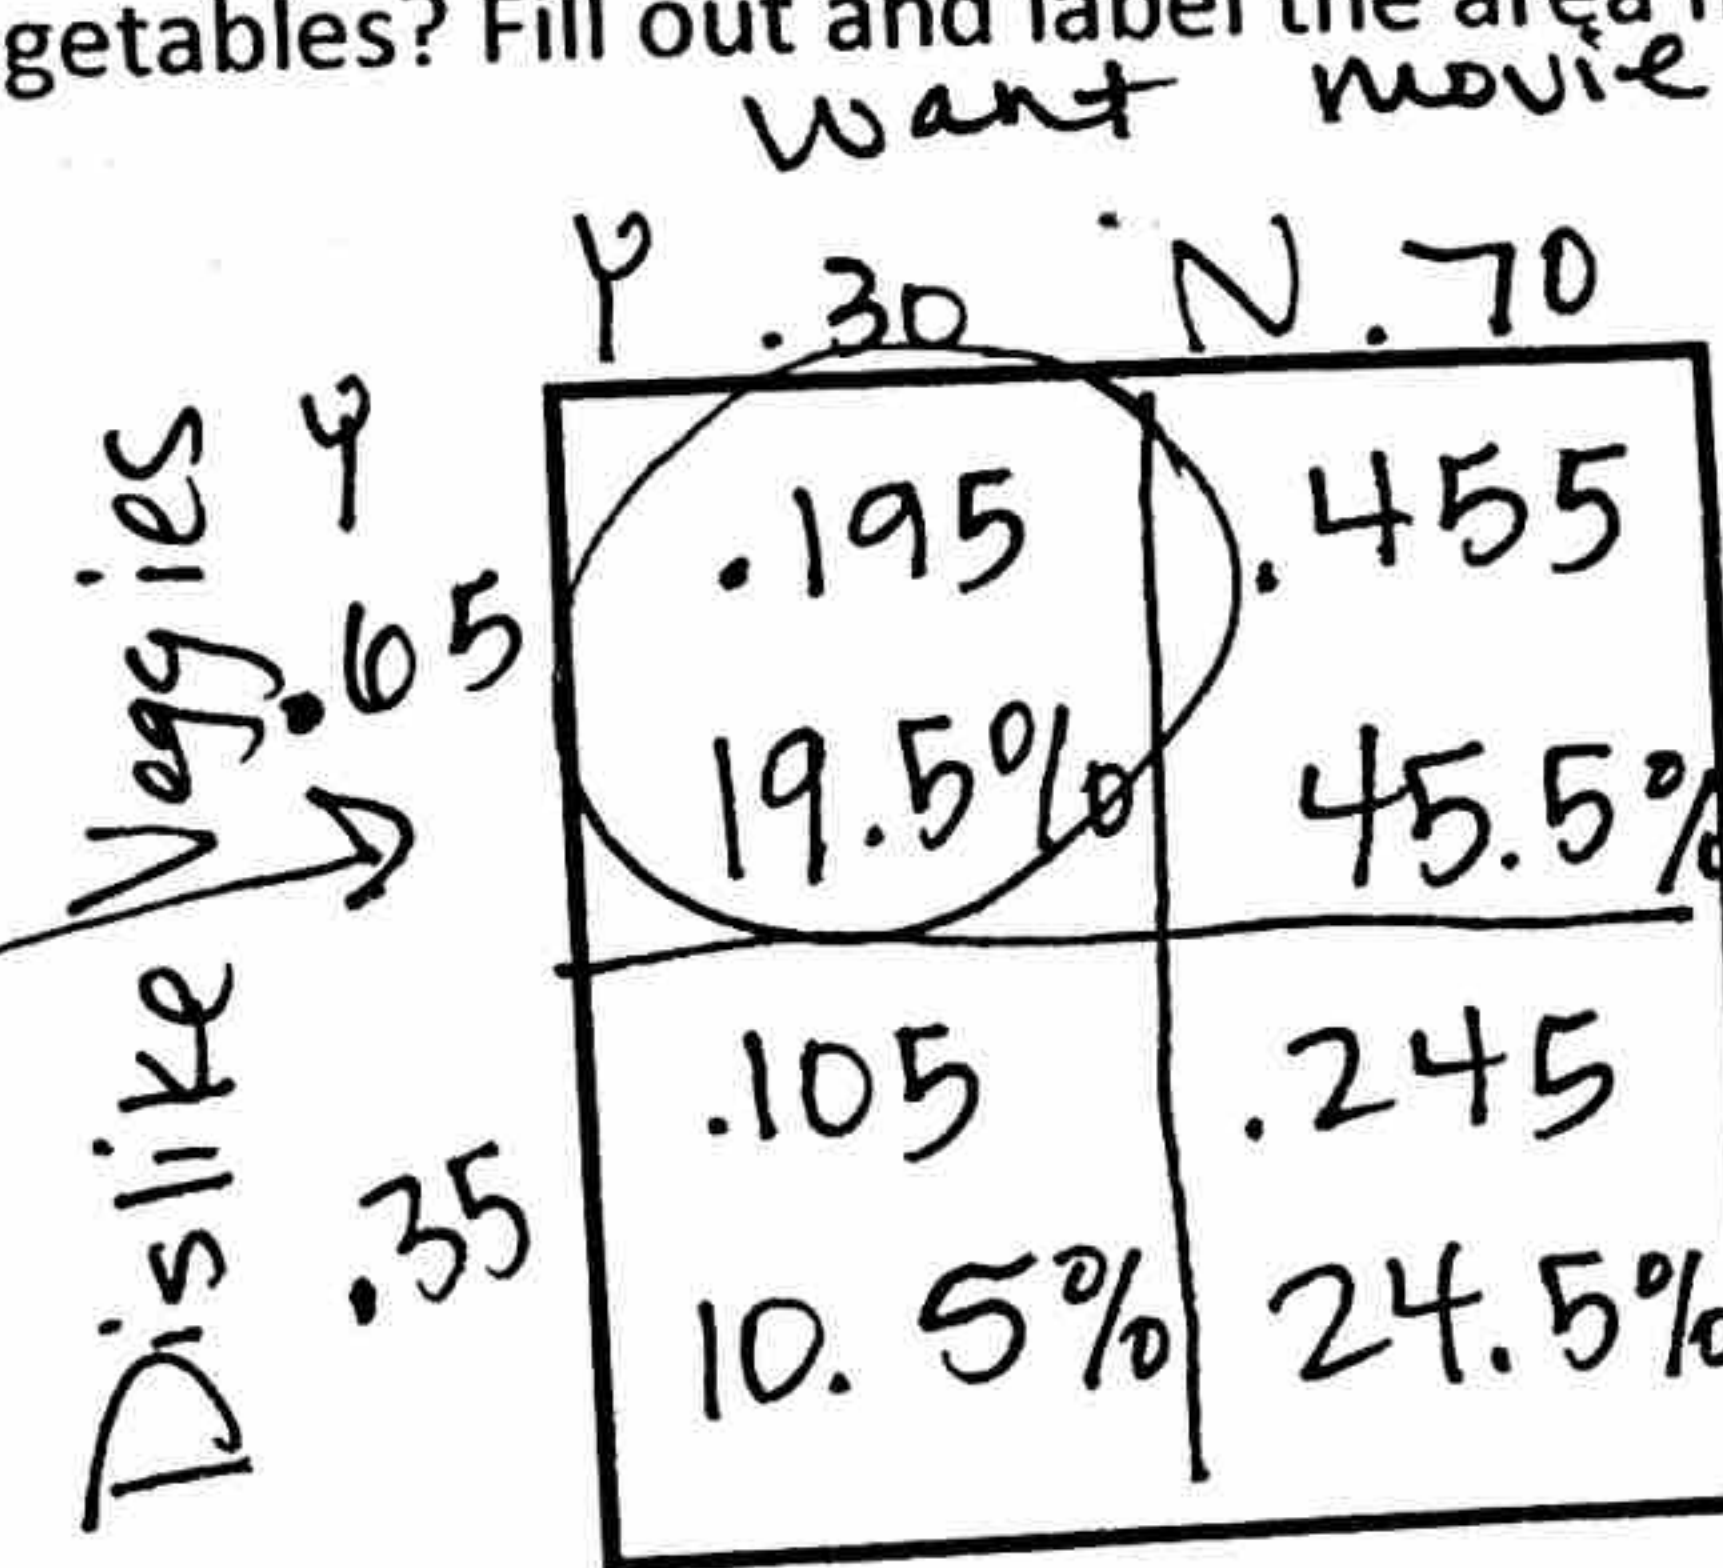 getables? Fill out and label the area
want movie
Y .30 N .70
Dislike Veggies
Y
.65
.195 .455
19.5% 45.5%
.35
.105 .245
10.5% 24.5%